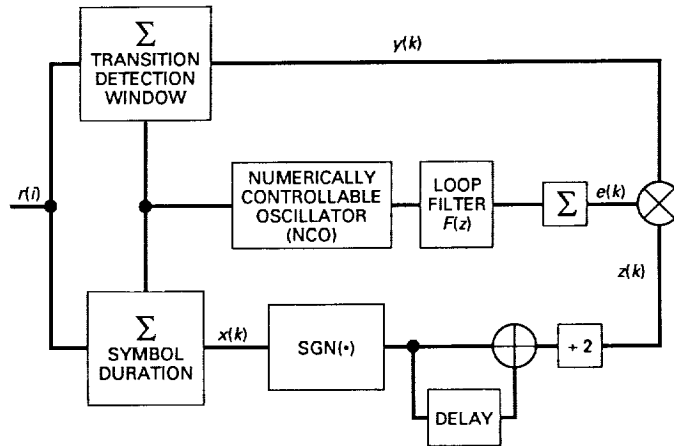 Σ
TRANSITION
DETECTION
WINDOW
y(k)
r(i)
NUMERICALLY
CONTROLLABLE
OSCILLATOR
(NCO)
LOOP
FILTER
F(z)
Σ
e(k)
z(k)
Σ
SYMBOL
DURATION
x(k)
SGN(•)
÷ 2
DELAY